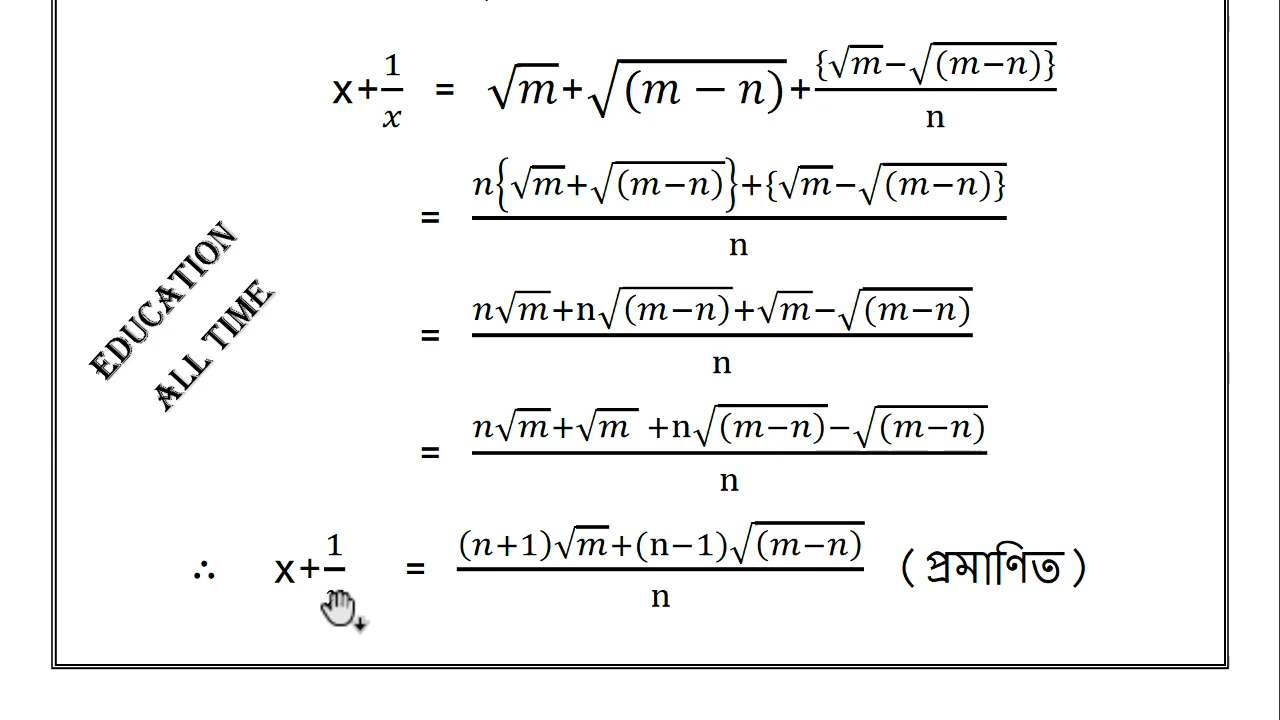 x+1/x = √m+√(m − n)+{√m−√(m−n)}/n
= n{√m+√(m−n)}+{√m−√(m−n)}/n
= n√m+n√(m−n)+√m−√(m−n)/n
= n√m+√m +n√(m−n)−√(m−n)/n
∴ x+1/ = (n+1)√m+(n−1)√(m−n)/n (প্রমাণিত)
EDUCATION
ALL TIME